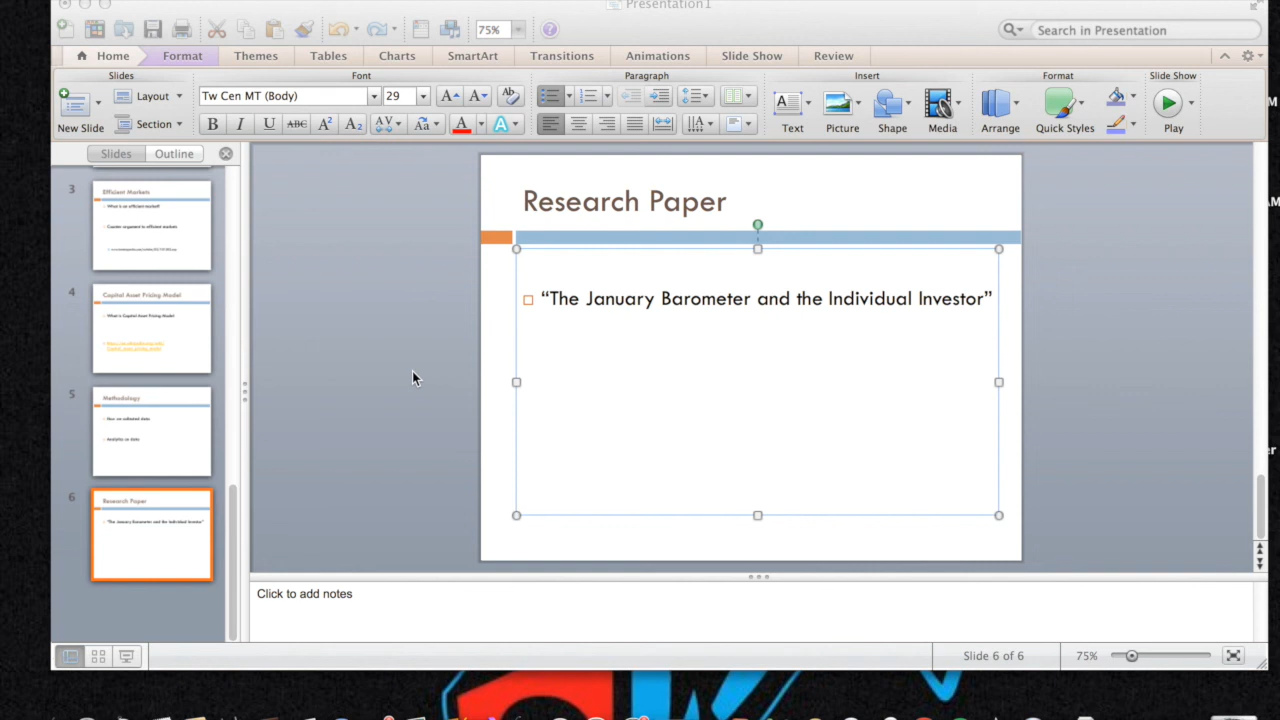 Presentation1
75%
Search in Presentation
Home
Format
Themes
Tables
Charts
SmartArt
Transitions
Animations
Slide Show
Review
Slides
Font
Paragraph
Insert
Format
Slide Show
New Slide
Layout
Section
Tw Cen MT (Body)
29
Text
Picture
Shape
Media
Arrange
Quick Styles
Play
Slides
Outline
3
Efficient Markets
What is an efficient market?
Counter argument to efficient markets
4
Capital Asset Pricing Model
What is Capital Asset Pricing Model
5
Methodology
How we collected data
Analytics on data
6
Research Paper
“The January Barometer and the Individual Investor”
Research Paper
“The January Barometer and the Individual Investor”
Click to add notes
Slide 6 of 6
75%